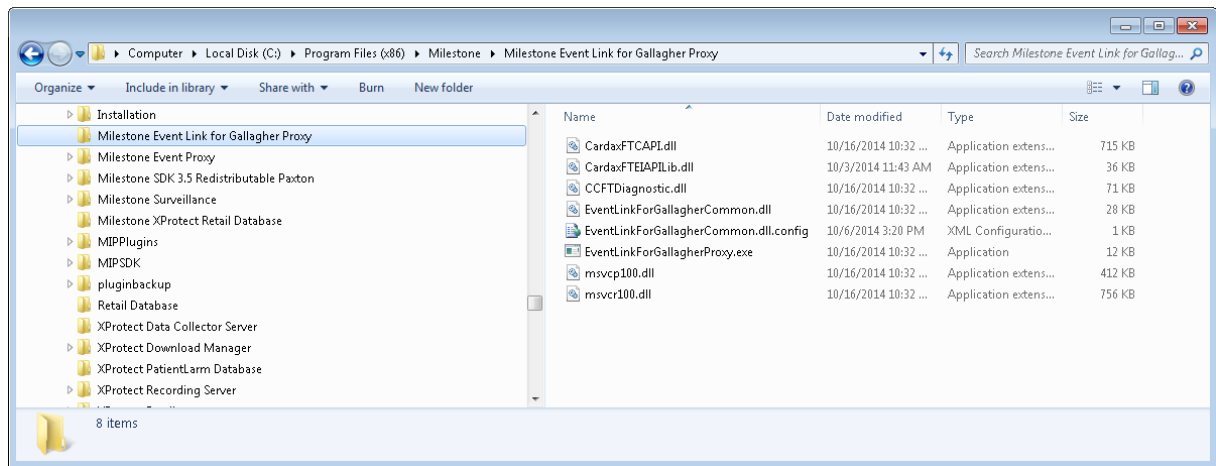 Computer ▸ Local Disk (C:) ▸ Program Files (x86) ▸ Milestone ▸ Milestone Event Link for Gallagher Proxy
Search Milestone Event Link for Gallag...
Organize Include in library Share with Burn New folder
Installation
Milestone Event Link for Gallagher Proxy
Milestone Event Proxy
Milestone SDK 3.5 Redistributable Paxton
Milestone Surveillance
Milestone XProtect Retail Database
MIPPlugins
MIPSDK
pluginbackup
Retail Database
XProtect Data Collector Server
XProtect Download Manager
XProtect PatientLarm Database
XProtect Recording Server
Name Date modified Type Size
CardaxFTCAPI.dll 10/16/2014 10:32 ... Application extens... 715 KB
CardaxFTEIAPILib.dll 10/3/2014 11:43 AM Application extens... 36 KB
CCFTDiagnostic.dll 10/16/2014 10:32 ... Application extens... 71 KB
EventLinkForGallagherCommon.dll 10/16/2014 10:32 ... Application extens... 28 KB
EventLinkForGallagherCommon.dll.config 10/6/2014 3:20 PM XML Configuratio... 1 KB
EventLinkForGallagherProxy.exe 10/16/2014 10:32 ... Application 12 KB
msvcp100.dll 10/16/2014 10:32 ... Application extens... 412 KB
msvcr100.dll 10/16/2014 10:32 ... Application extens... 756 KB
8 items